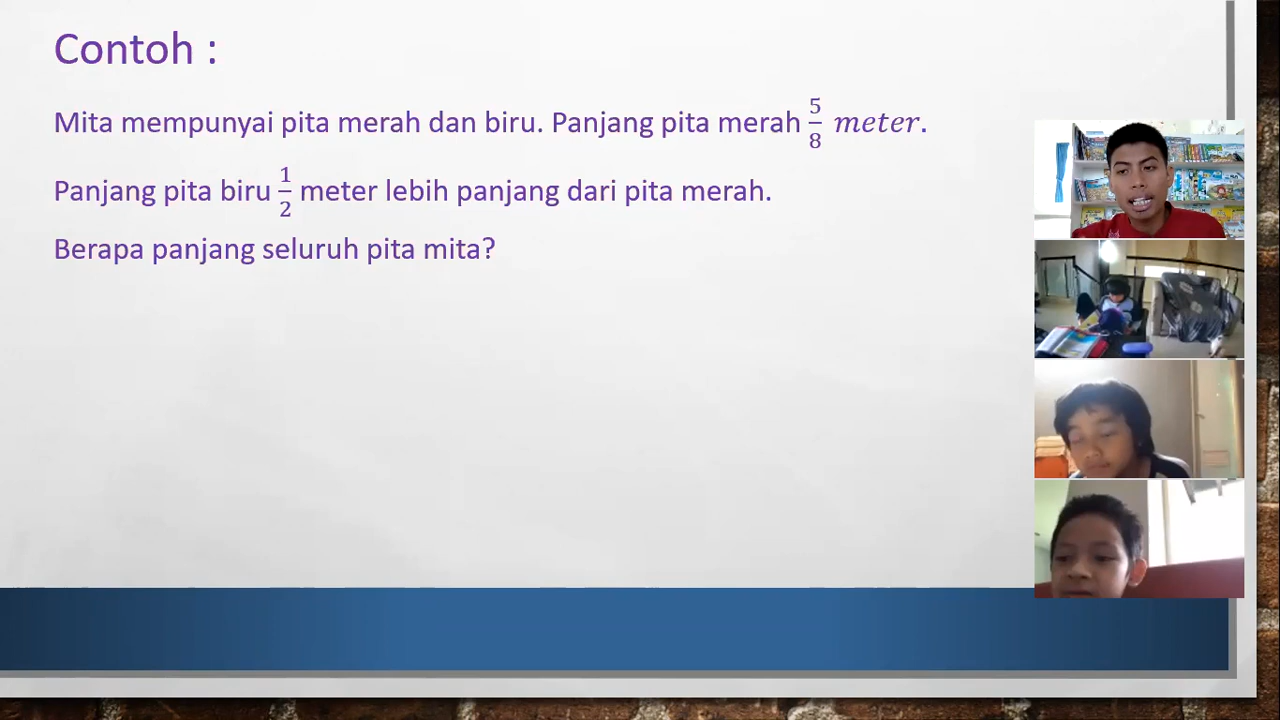 Contoh :
Mita mempunyai pita merah dan biru. Panjang pita merah 5/8 meter.
Panjang pita biru 1/2 meter lebih panjang dari pita merah.
Berapa panjang seluruh pita mita?